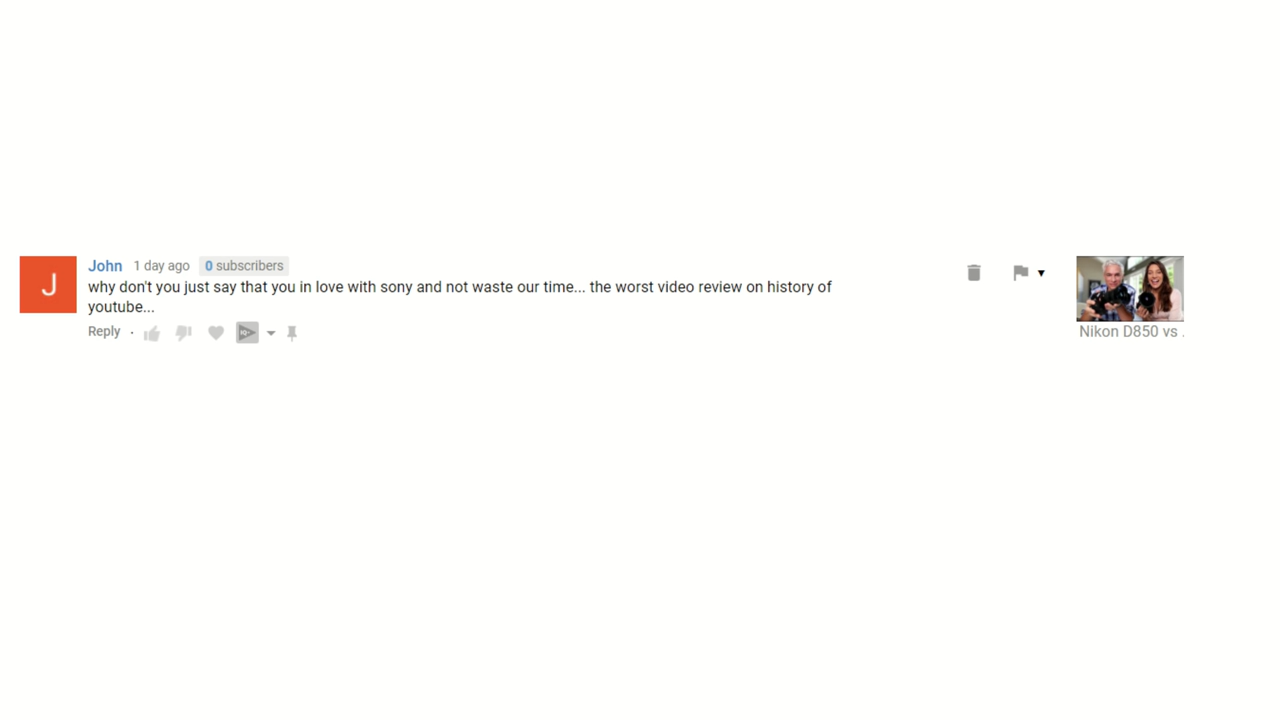 J
John 1 day ago 0 subscribers
why don't you just say that you in love with sony and not waste our time... the worst video review on history of
youtube...
Reply ·
Nikon D850 vs .